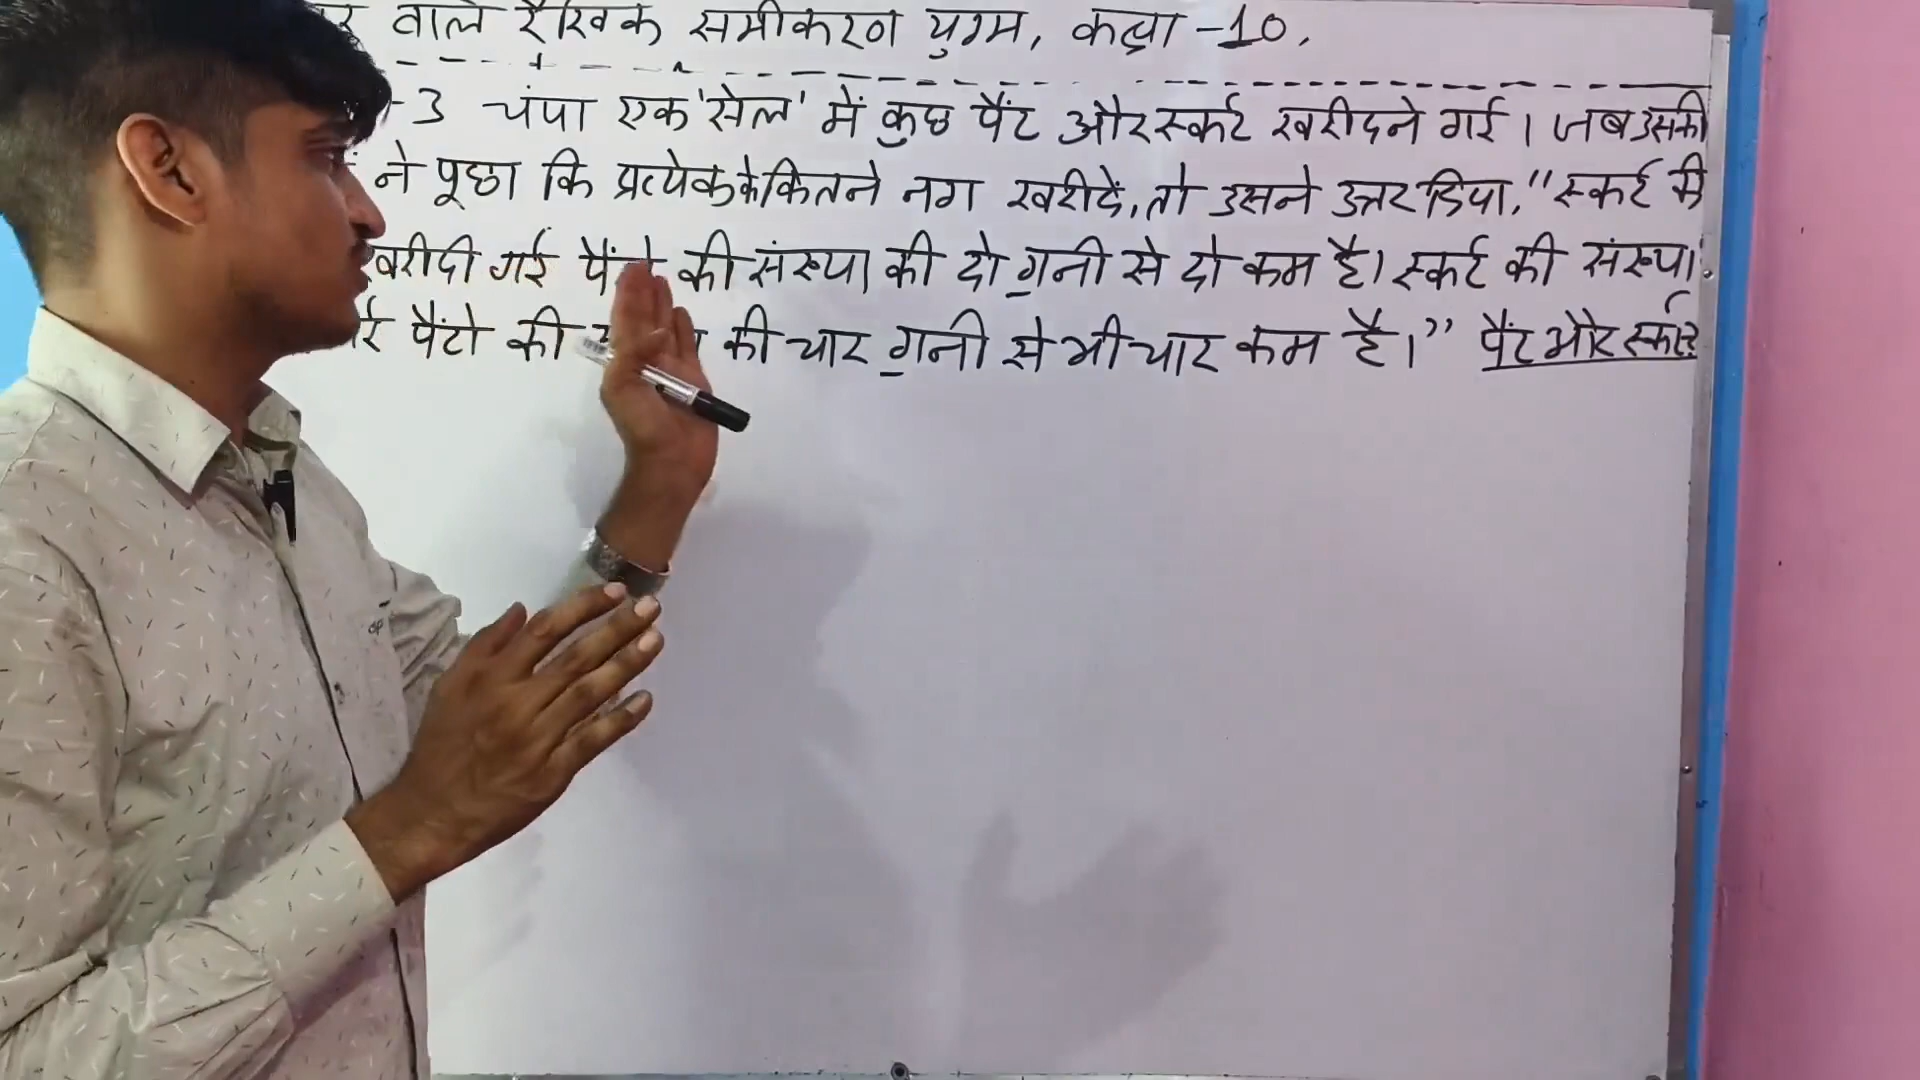 वाले रैखिक समीकरण युग्म, कक्षा -10.
-3 चंपा एक 'सेल' में कुछ पैंट और स्कर्ट खरीदने गई। जब उसकी
ने पूछा कि प्रत्येक के कितने नग खरीदे, तो उसने उत्तर दिया, "स्कर्ट की
खरीदी गई की संख्या की दो गुनी से दो कम है। स्कर्ट की संख्या
पैंटो की की चार गुनी से भी चार कम है।" पैंट और स्कर्ट?